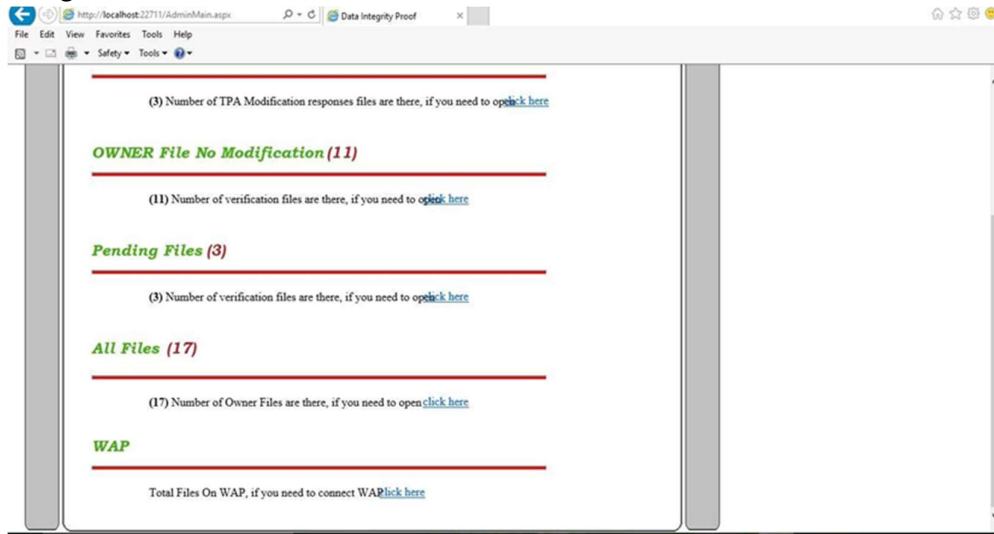 http://localhost:22711/AdminMain.aspx
Data Integrity Proof
File Edit View Favorites Tools Help
Safety Tools
(3) Number of TPA Modification responses files are there, if you need to open click here
OWNER File No Modification (11)
(11) Number of verification files are there, if you need to open click here
Pending Files (3)
(3) Number of verification files are there, if you need to open click here
All Files (17)
(17) Number of Owner Files are there, if you need to open click here
WAP
Total Files On WAP, if you need to connect WAP click here